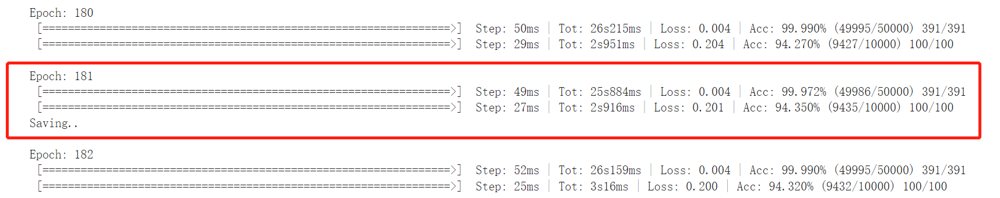 Epoch: 180
[================================================================>] Step: 50ms | Tot: 26s215ms | Loss: 0.004 | Acc: 99.990% (49995/50000) 391/391
[================================================================>] Step: 29ms | Tot: 2s951ms | Loss: 0.204 | Acc: 94.270% (9427/10000) 100/100
Epoch: 181
[================================================================>] Step: 49ms | Tot: 25s884ms | Loss: 0.004 | Acc: 99.972% (49986/50000) 391/391
[================================================================>] Step: 27ms | Tot: 2s916ms | Loss: 0.201 | Acc: 94.350% (9435/10000) 100/100
Saving..
Epoch: 182
[================================================================>] Step: 52ms | Tot: 26s159ms | Loss: 0.004 | Acc: 99.990% (49995/50000) 391/391
[================================================================>] Step: 25ms | Tot: 3s16ms | Loss: 0.200 | Acc: 94.320% (9432/10000) 100/100